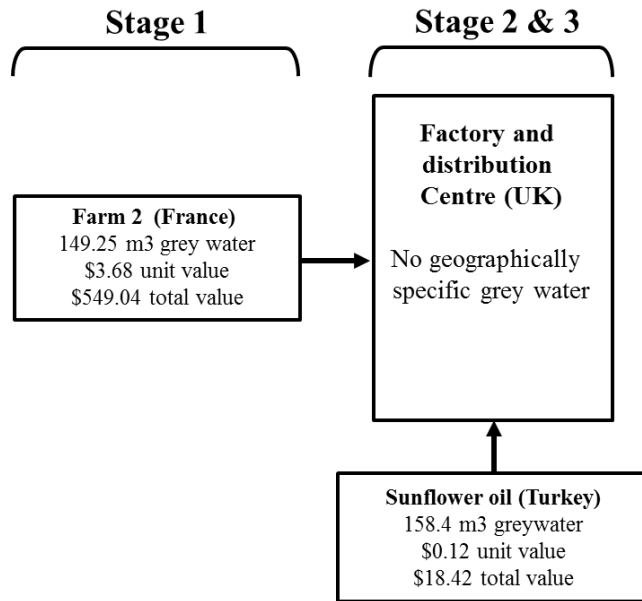 Stage 1
Stage 2 & 3
Factory and
distribution
Centre (UK)
No geographically
specific grey water
Farm 2 (France)
149.25 m3 grey water
$3.68 unit value
$549.04 total value
Sunflower oil (Turkey)
158.4 m3 greywater
$0.12 unit value
$18.42 total value